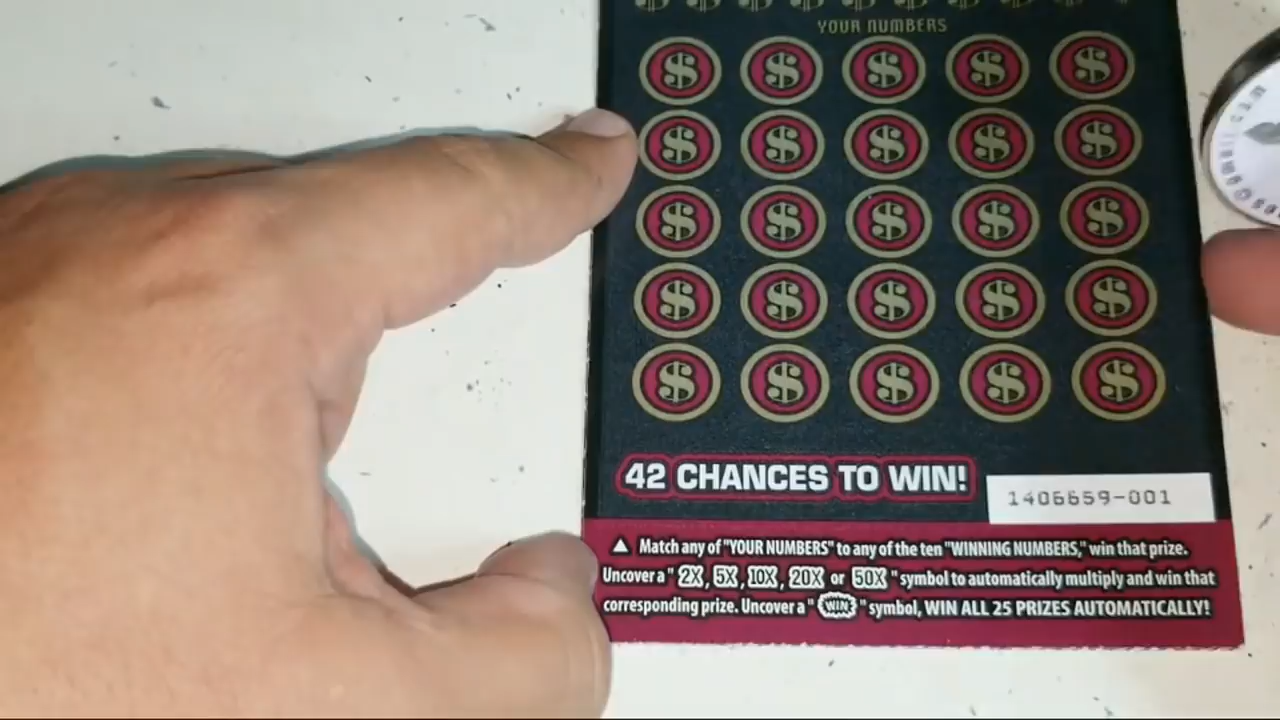 YOUR NUMBERS
42 CHANCES TO WIN!
1406659-001
▲ Match any of "YOUR NUMBERS" to any of the ten "WINNING NUMBERS," win that prize.
Uncover a " 2X, 5X, 10X, 20X or 50X " symbol to automatically multiply and win that
corresponding prize. Uncover a " WIN " symbol, WIN ALL 25 PRIZES AUTOMATICALLY!